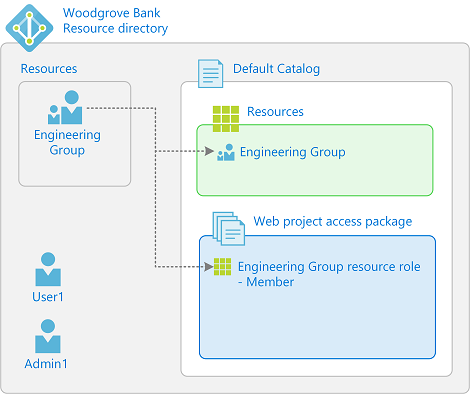 Woodgrove Bank
Resource directory
Resources
Engineering
Group
User1
Admin1
Default Catalog
Resources
Engineering Group
Web project access package
Engineering Group resource role
- Member